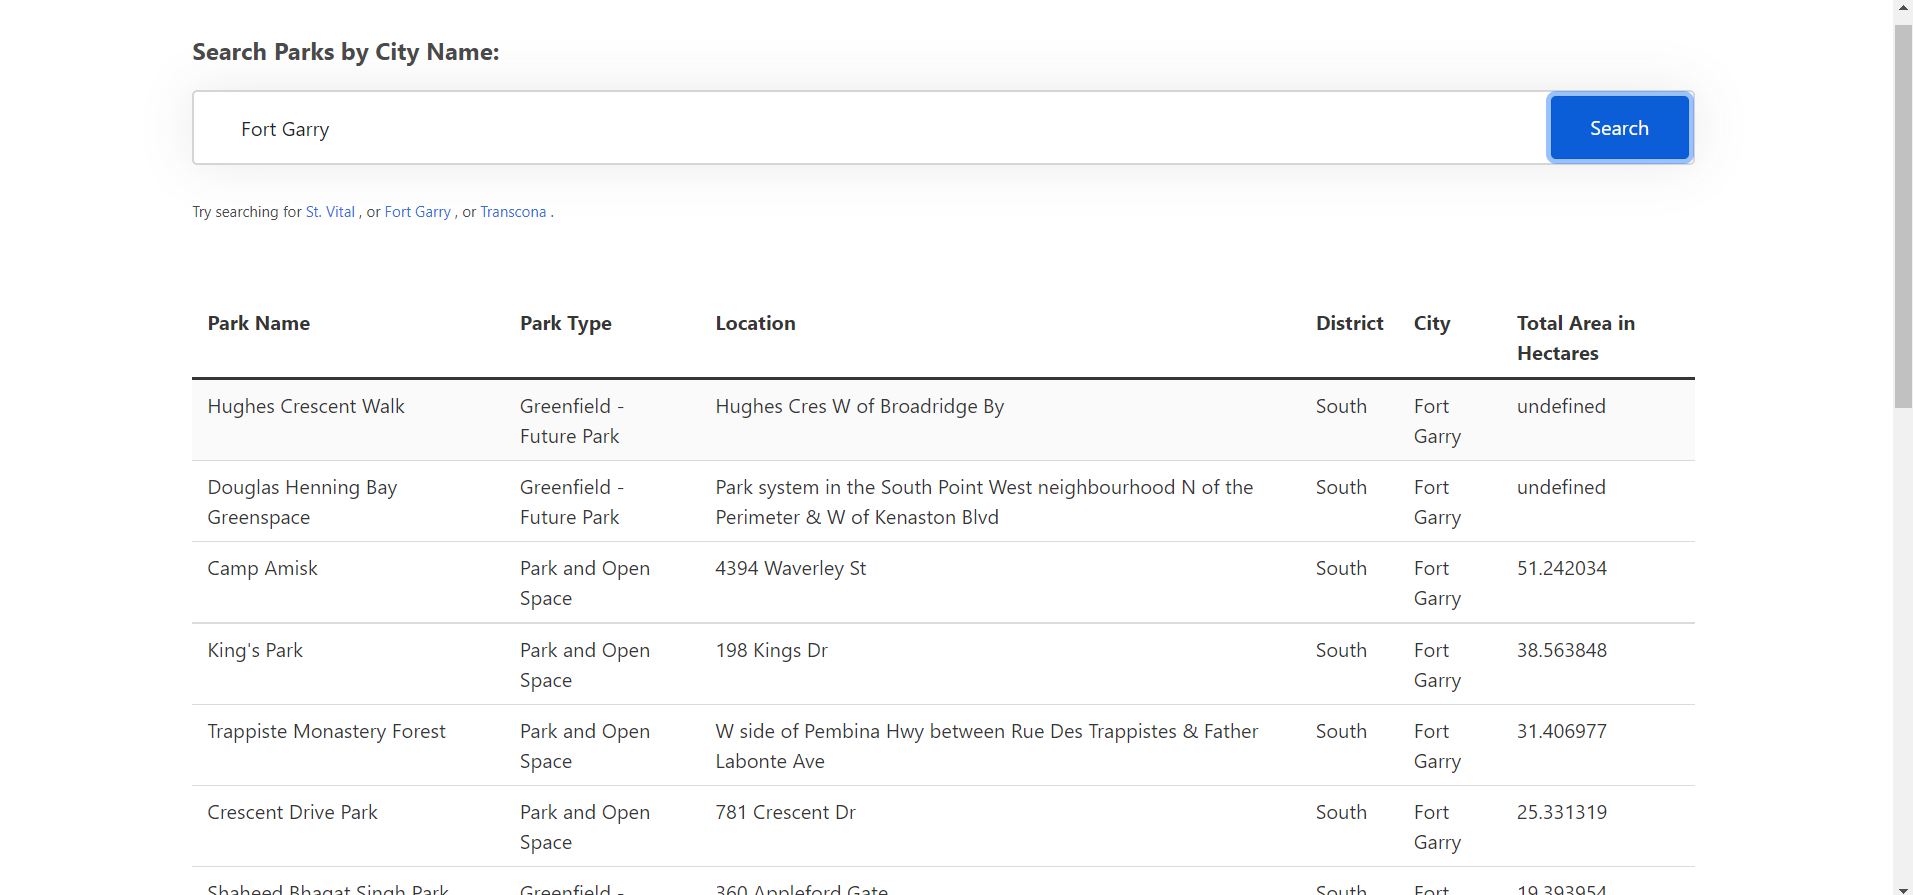 Search Parks by City Name:
Fort Garry
Search
Try searching for St. Vital , or Fort Garry , or Transcona .
Park Name Park Type Location District City Total Area in
Hectares
Hughes Crescent Walk Greenfield - Hughes Cres W of Broadridge By South Fort undefined
Future Park Garry
Douglas Henning Bay Greenfield - Park system in the South Point West neighbourhood N of the South Fort undefined
Greenspace Future Park Perimeter & W of Kenaston Blvd Garry
Camp Amisk Park and Open 4394 Waverley St South Fort 51.242034
Space Garry
King's Park Park and Open 198 Kings Dr South Fort 38.563848
Space Garry
Trappiste Monastery Forest Park and Open W side of Pembina Hwy between Rue Des Trappistes & Father South Fort 31.406977
Space Labonte Ave Garry
Crescent Drive Park Park and Open 781 Crescent Dr South Fort 25.331319
Space Garry
Shaheed Bhagat Singh Park Greenfield - 360 Appleford Gate South Fort 19.393954